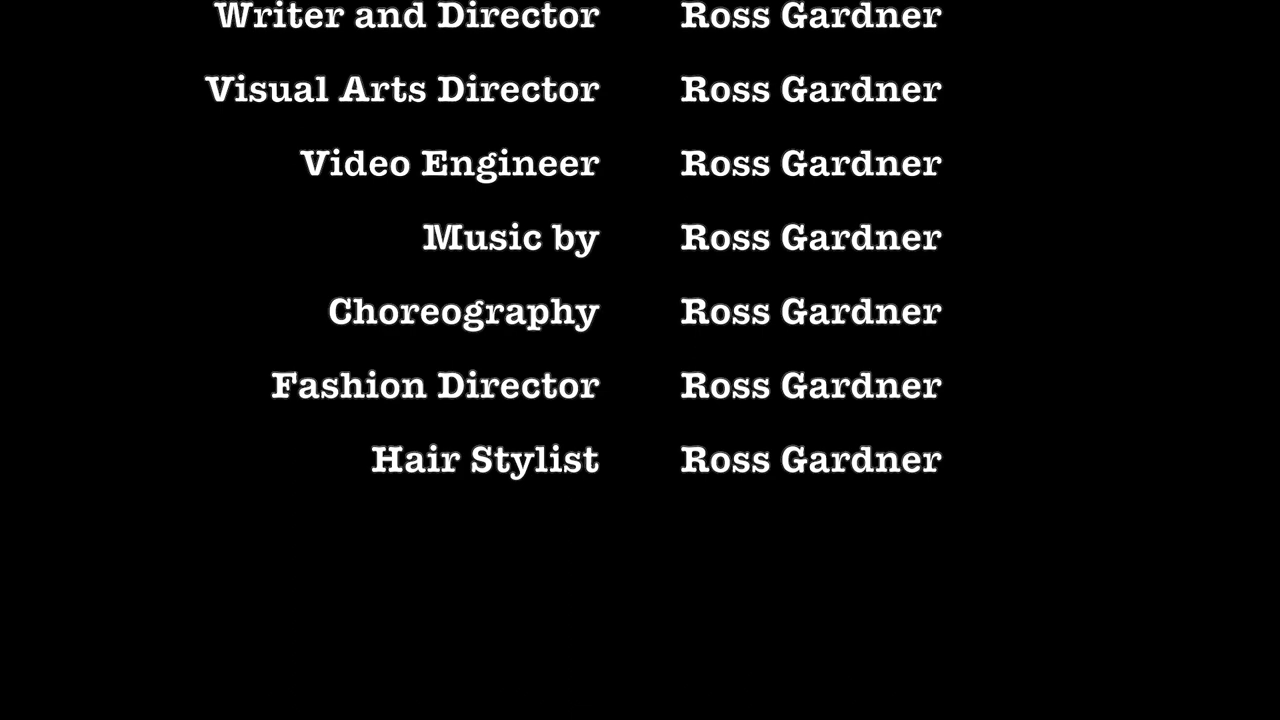 Writer and Director Ross Gardner
Visual Arts Director Ross Gardner
Video Engineer Ross Gardner
Music by Ross Gardner
Choreography Ross Gardner
Fashion Director Ross Gardner
Hair Stylist Ross Gardner